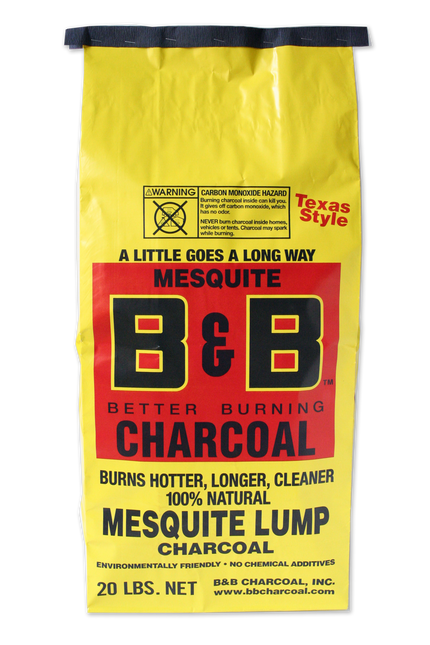 ⚠WARNING
CARBON MONOXIDE HAZARD
Burning charcoal inside can kill you.
It gives off carbon monoxide, which
has no odor.
NEVER burn charcoal inside homes,
vehicles or tents. Charcoal may spark
while burning.
Texas
Style
A LITTLE GOES A LONG WAY
MESQUITE
B&B™
BETTER BURNING
CHARCOAL
BURNS HOTTER, LONGER, CLEANER
100% NATURAL
MESQUITE LUMP
CHARCOAL
ENVIRONMENTALLY FRIENDLY • NO CHEMICAL ADDITIVES
20 LBS. NET
B&B CHARCOAL, INC.
www.bbcharcoal.com